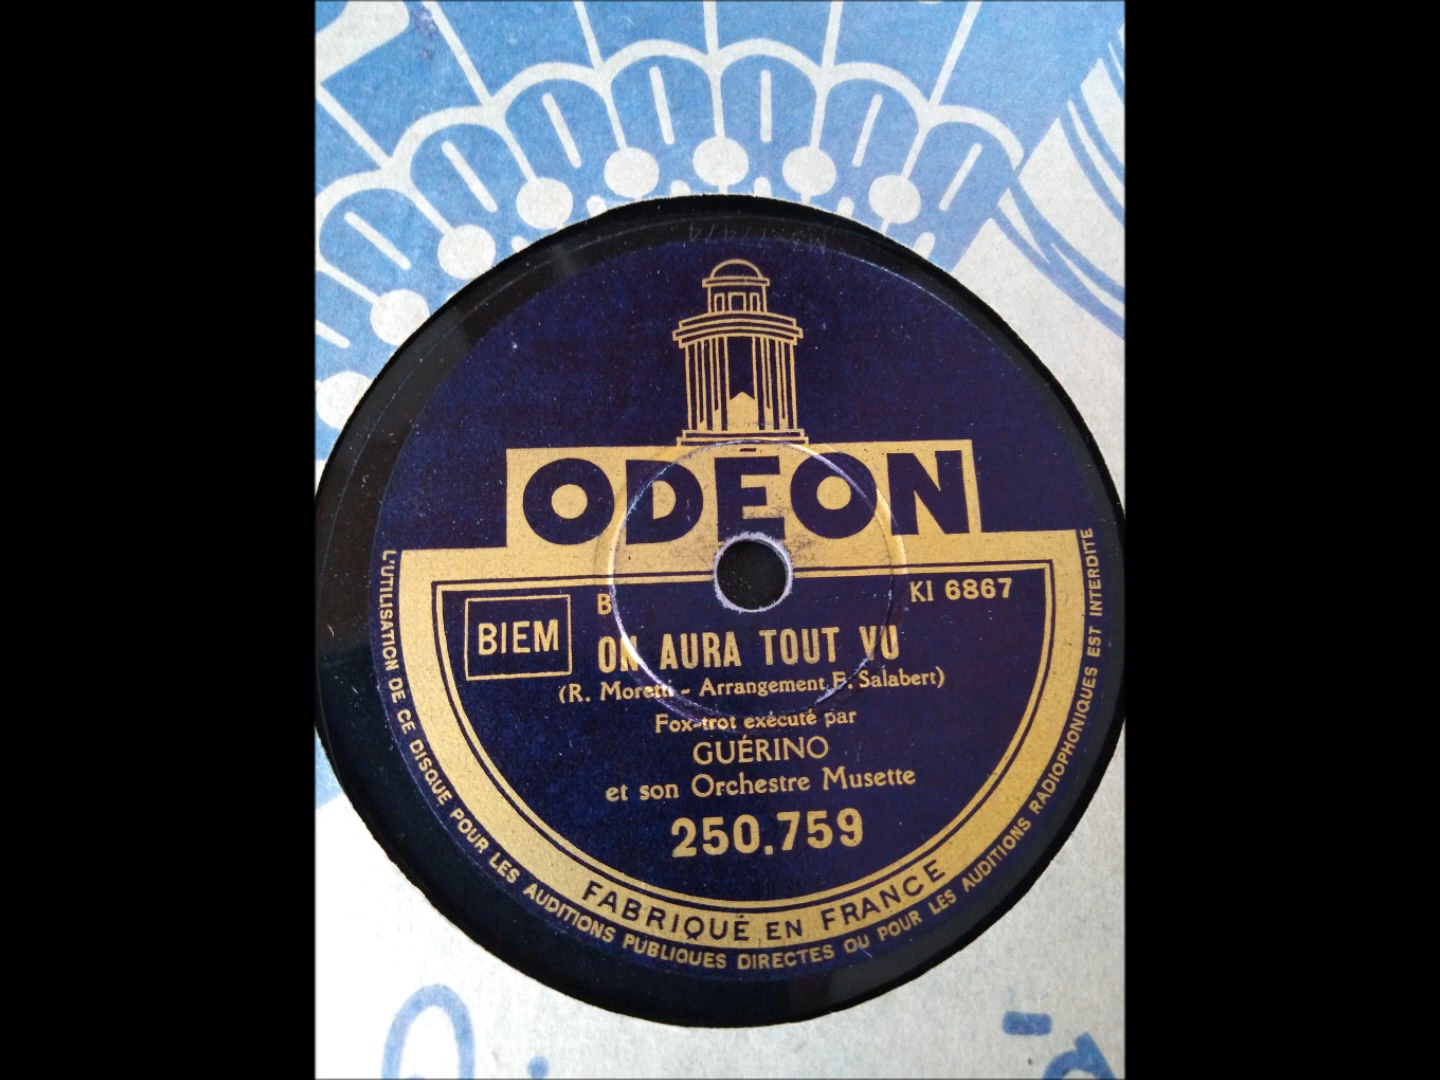 ODÉON
BIEM
B
KI 6867
ON AURA TOUT VU
(R. Moretti - Arrangement F. Salabert)
Fox-trot exécuté par
GUÉRINO
et son Orchestre Musette
250.759
FABRIQUÉ EN FRANCE
L'UTILISATION DE CE DISQUE POUR LES AUDITIONS PUBLIQUES DIRECTES OU POUR LES AUDITIONS RADIOPHONIQUES EST INTERDITE